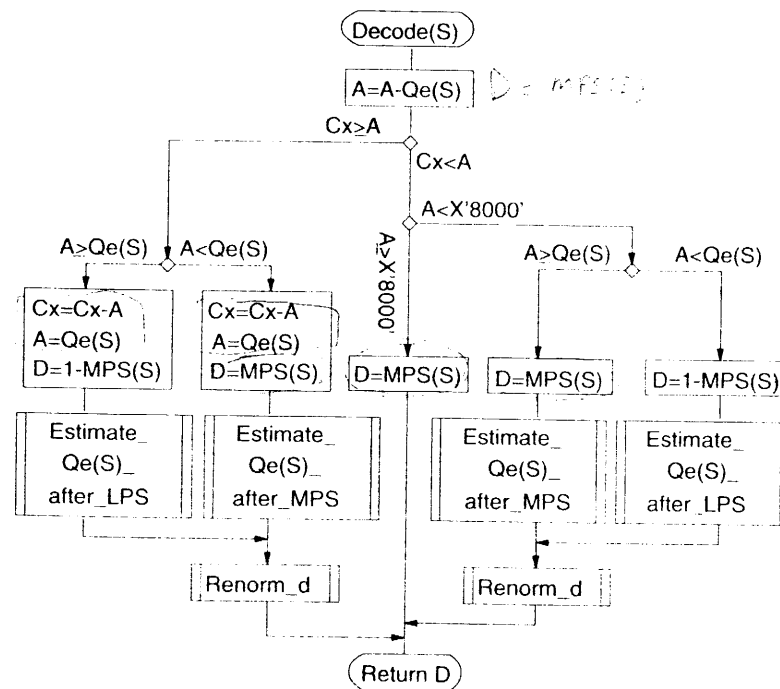 Decode(S)
A=A-Qe(S)
D = MPS(S)
Cx≥A
Cx<A
A<X'8000'
A≥X'8000'
A≥Qe(S)
A<Qe(S)
A≥Qe(S)
A<Qe(S)
Cx=Cx-A
A=Qe(S)
D=1-MPS(S)
Cx=Cx-A
A=Qe(S)
D=MPS(S)
D=MPS(S)
D=MPS(S)
D=1-MPS(S)
Estimate_
Qe(S)_
after_LPS
Estimate_
Qe(S)_
after_MPS
Estimate_
Qe(S)_
after_MPS
Estimate_
Qe(S)_
after_LPS
Renorm_d
Renorm_d
Return D